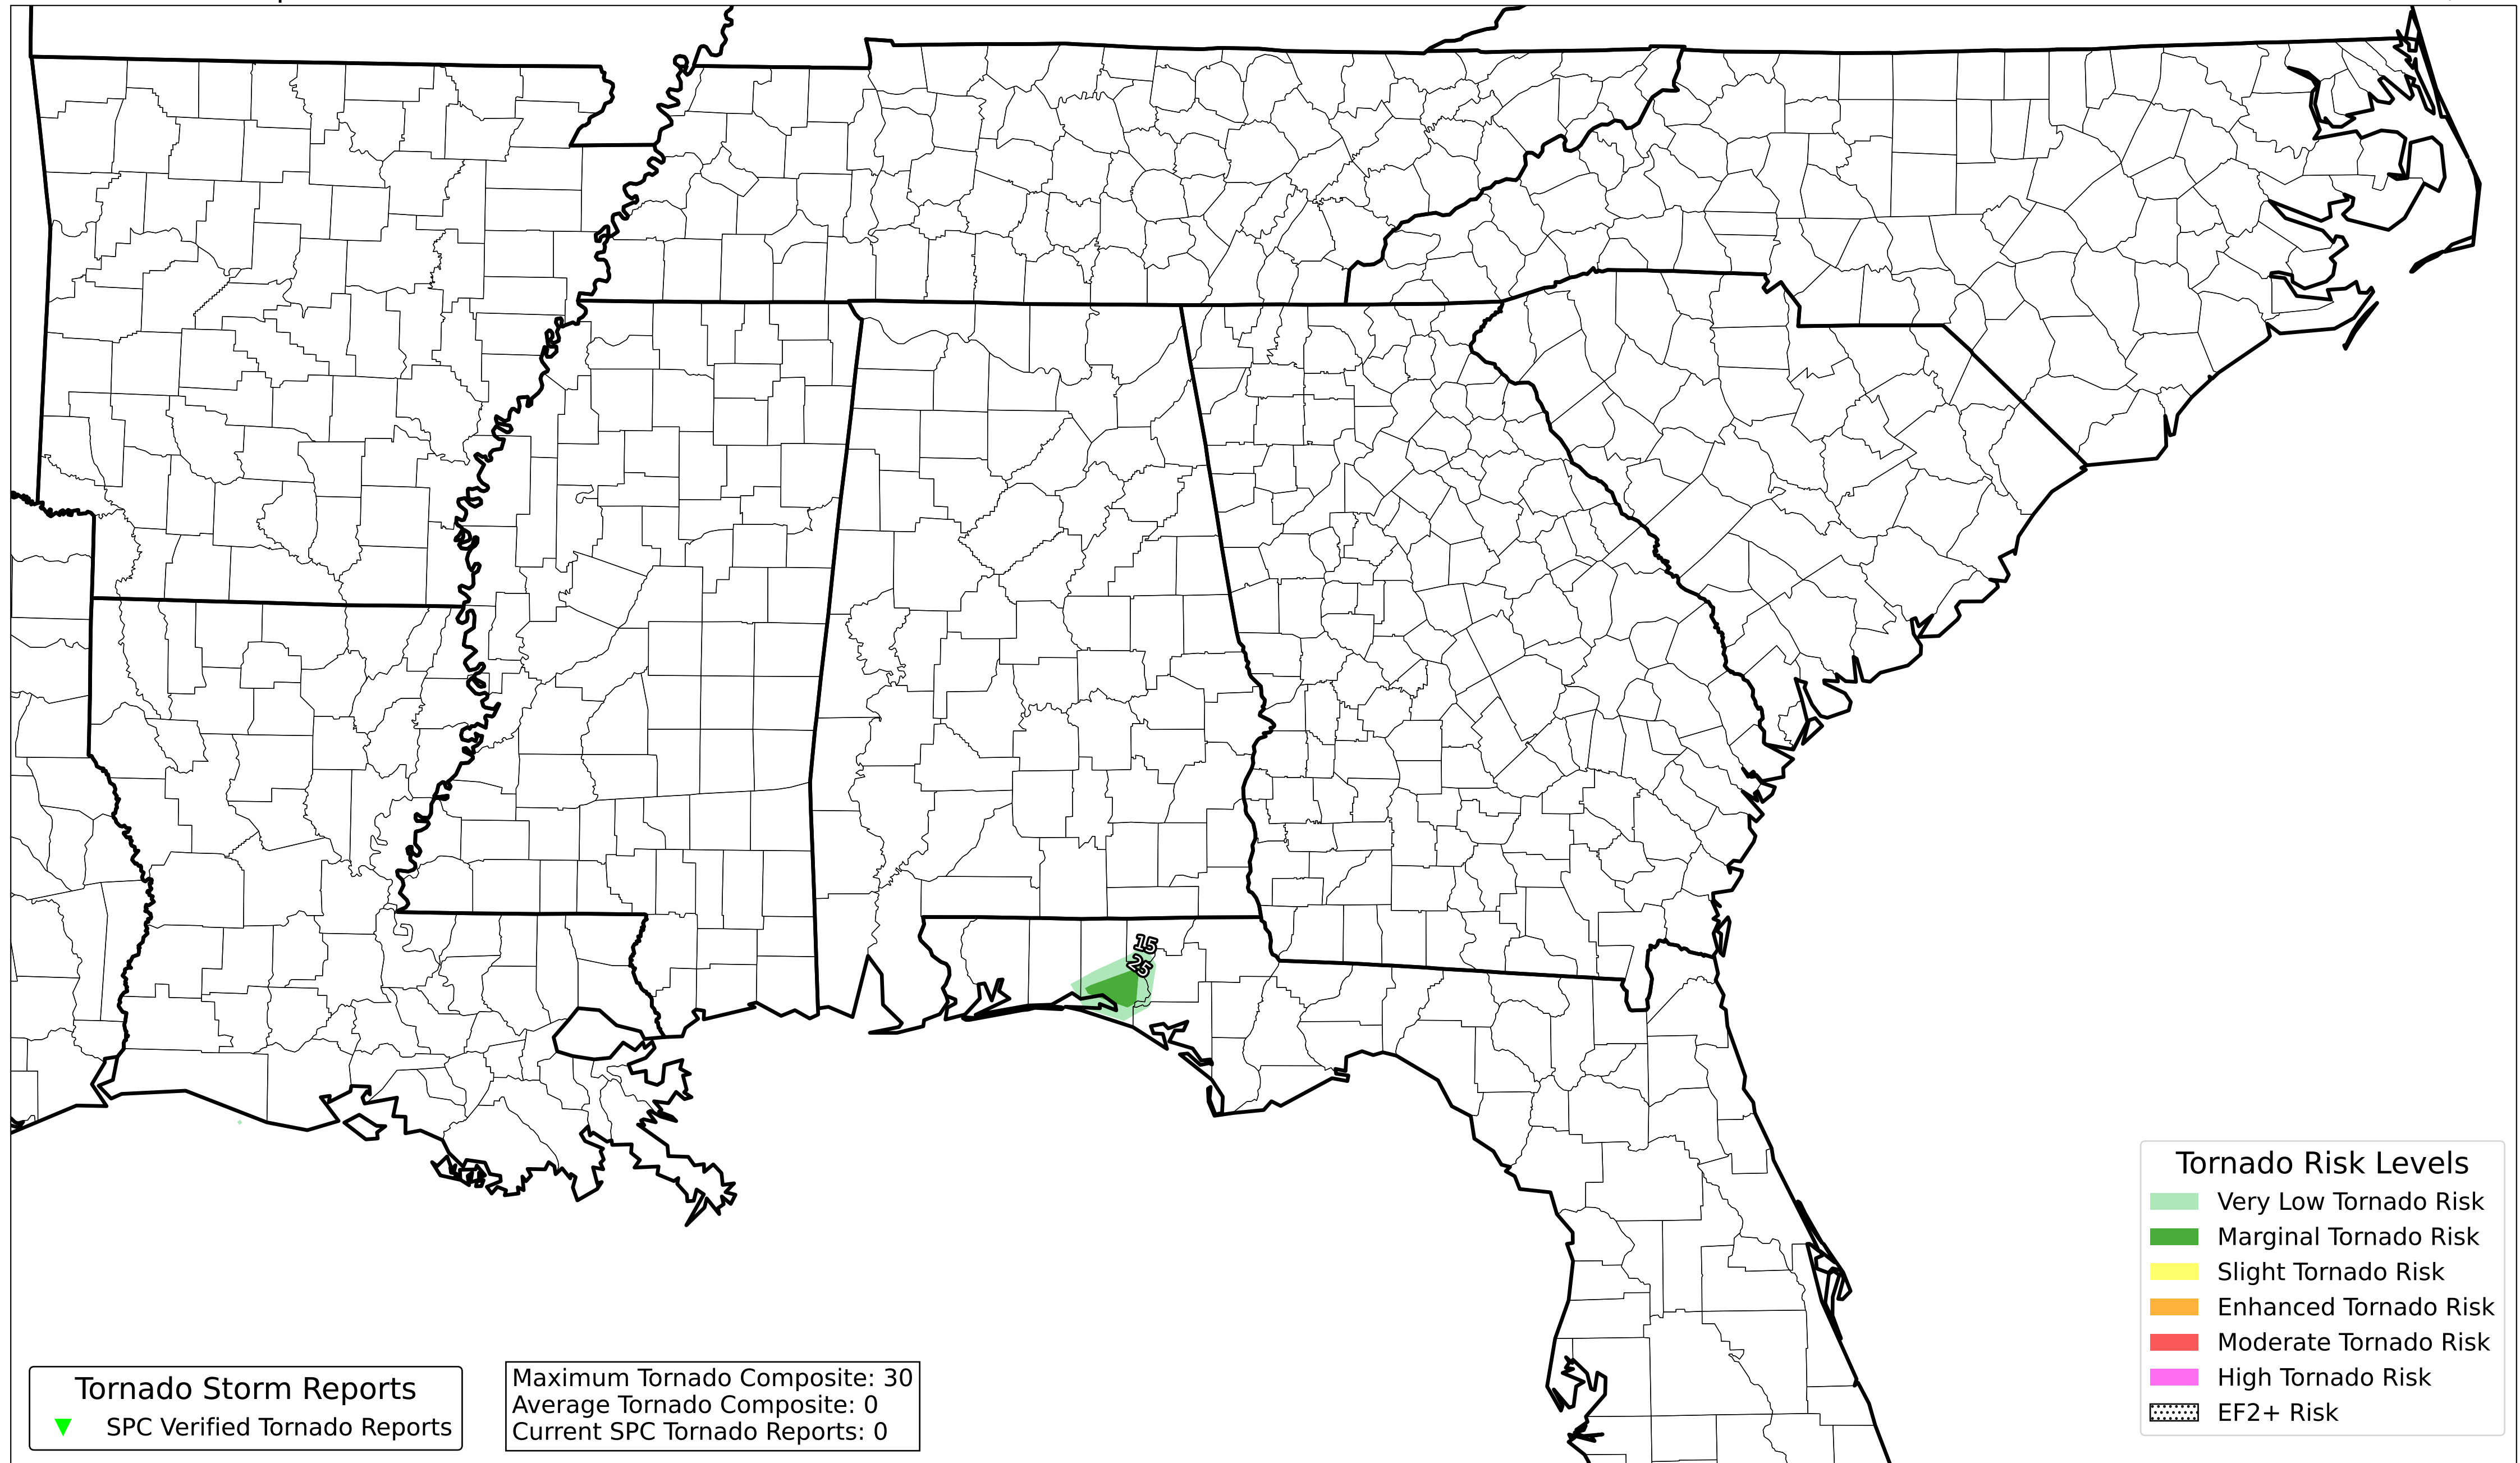 15
25
Tornado Risk Levels
Very Low Tornado Risk
Marginal Tornado Risk
Slight Tornado Risk
Enhanced Tornado Risk
Moderate Tornado Risk
High Tornado Risk
EF2+ Risk
Tornado Storm Reports
SPC Verified Tornado Reports
Maximum Tornado Composite: 30
Average Tornado Composite: 0
Current SPC Tornado Reports: 0